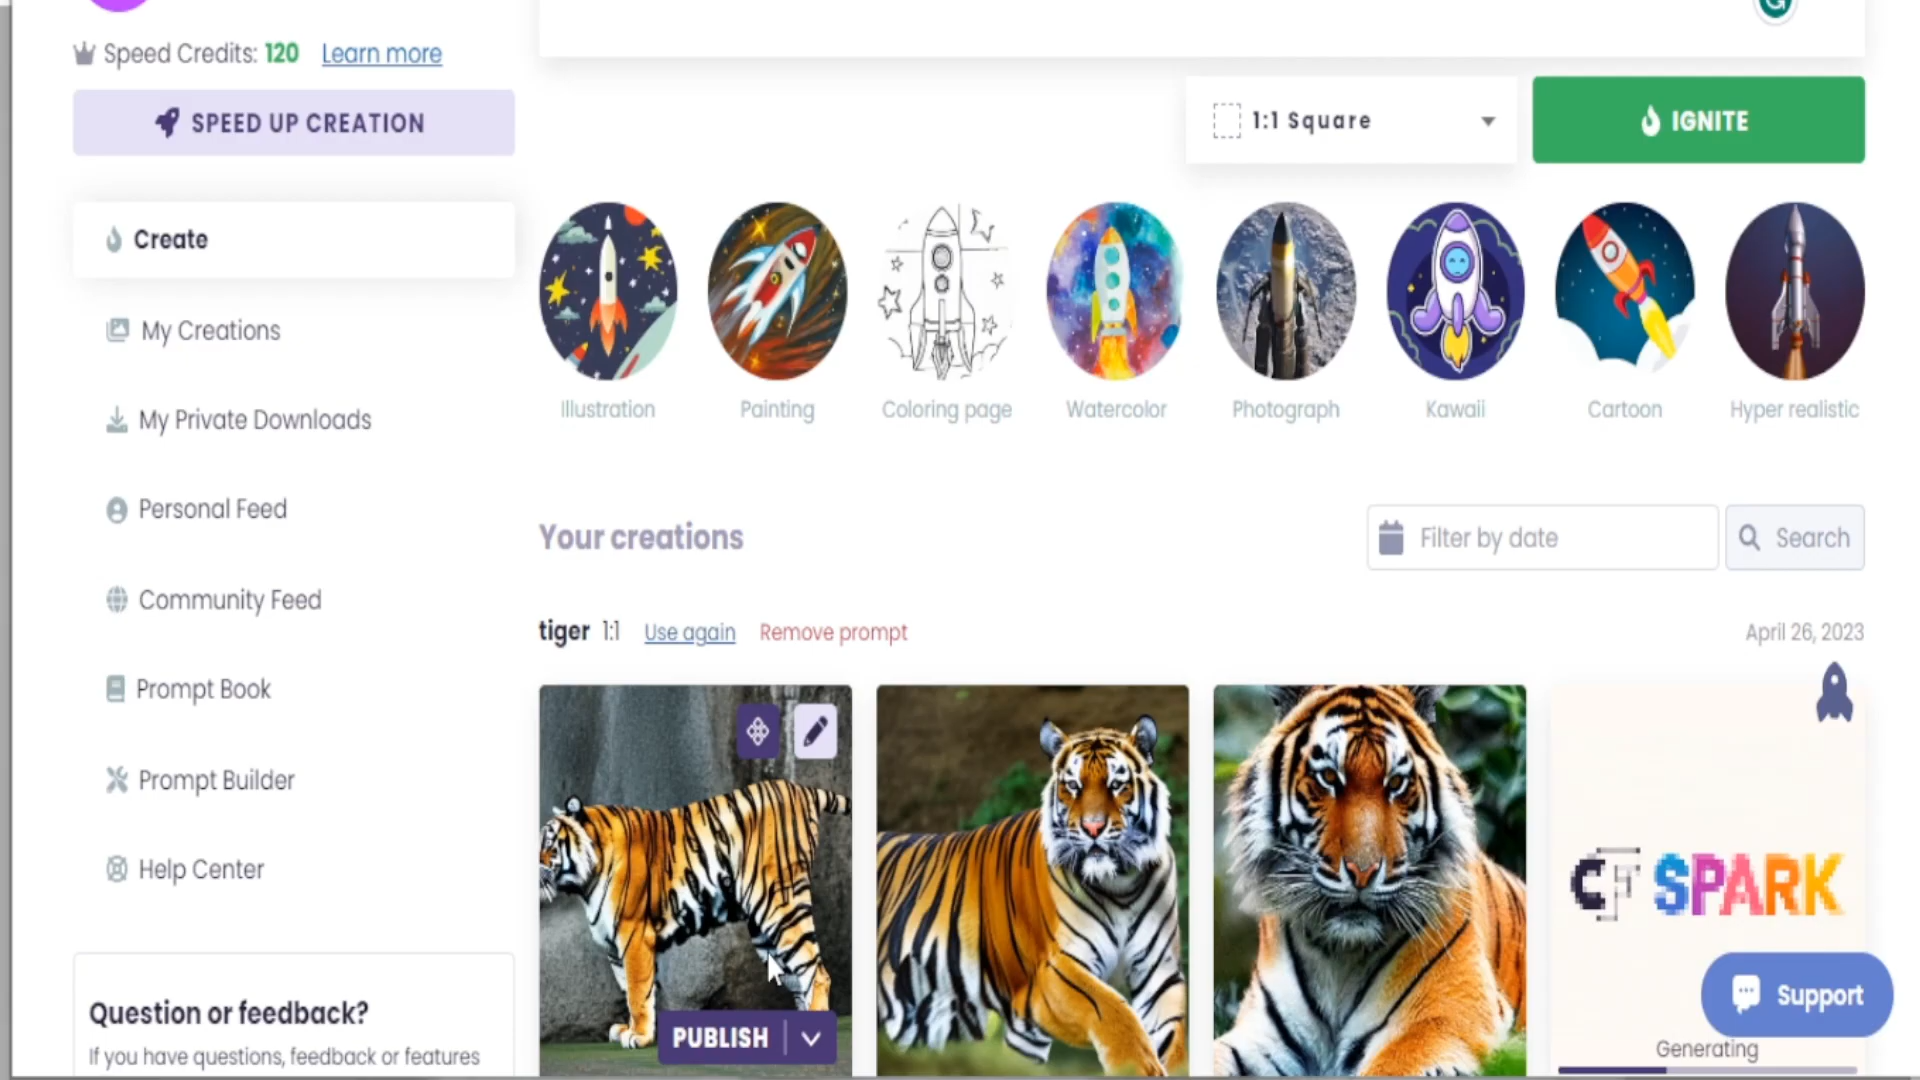 Speed Credits: 120 Learn more
SPEED UP CREATION
1:1 Square
IGNITE
Create
My Creations
My Private Downloads
Personal Feed
Community Feed
Prompt Book
Prompt Builder
Help Center
Illustration
Painting
Coloring page
Watercolor
Photograph
Kawaii
Cartoon
Hyper realistic
Your creations
Filter by date
Search
tiger 1:1 Use again Remove prompt
April 26, 2023
PUBLISH
CF SPARK
Generating
Support
Question or feedback?
If you have questions, feedback or features